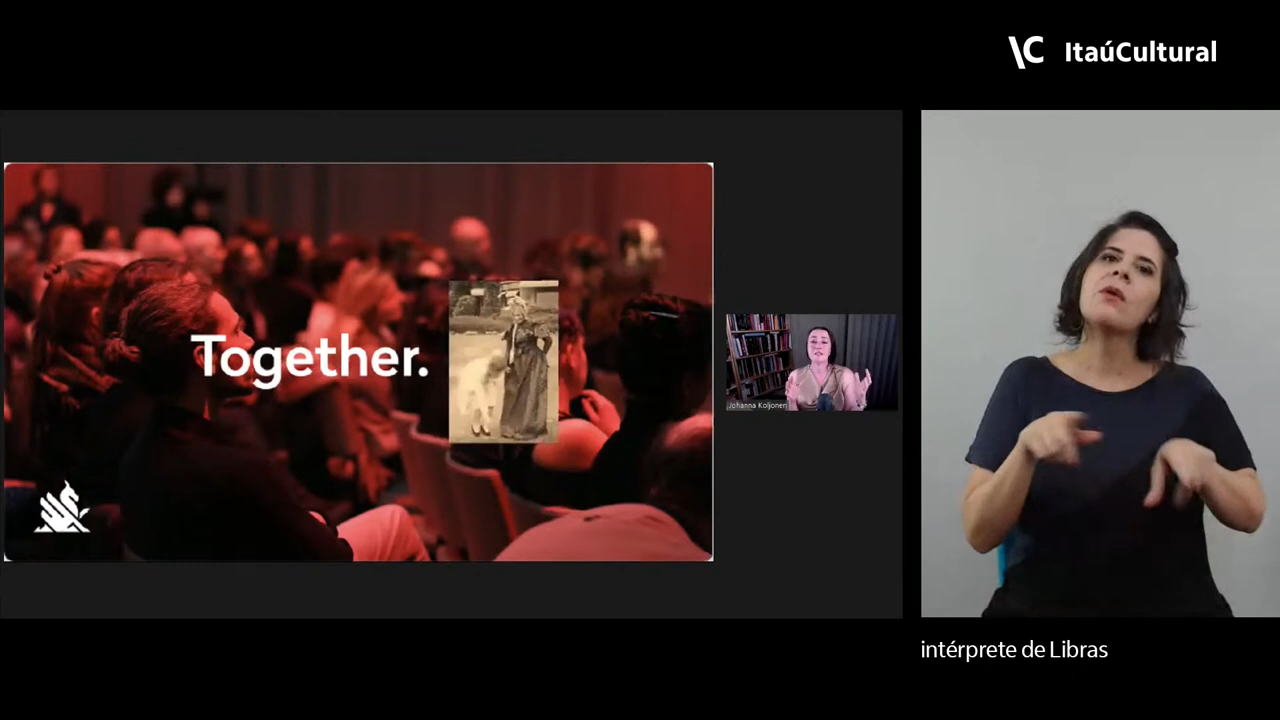 \C ItaúCultural
Together.
Johanna Koljonen
intérprete de Libras